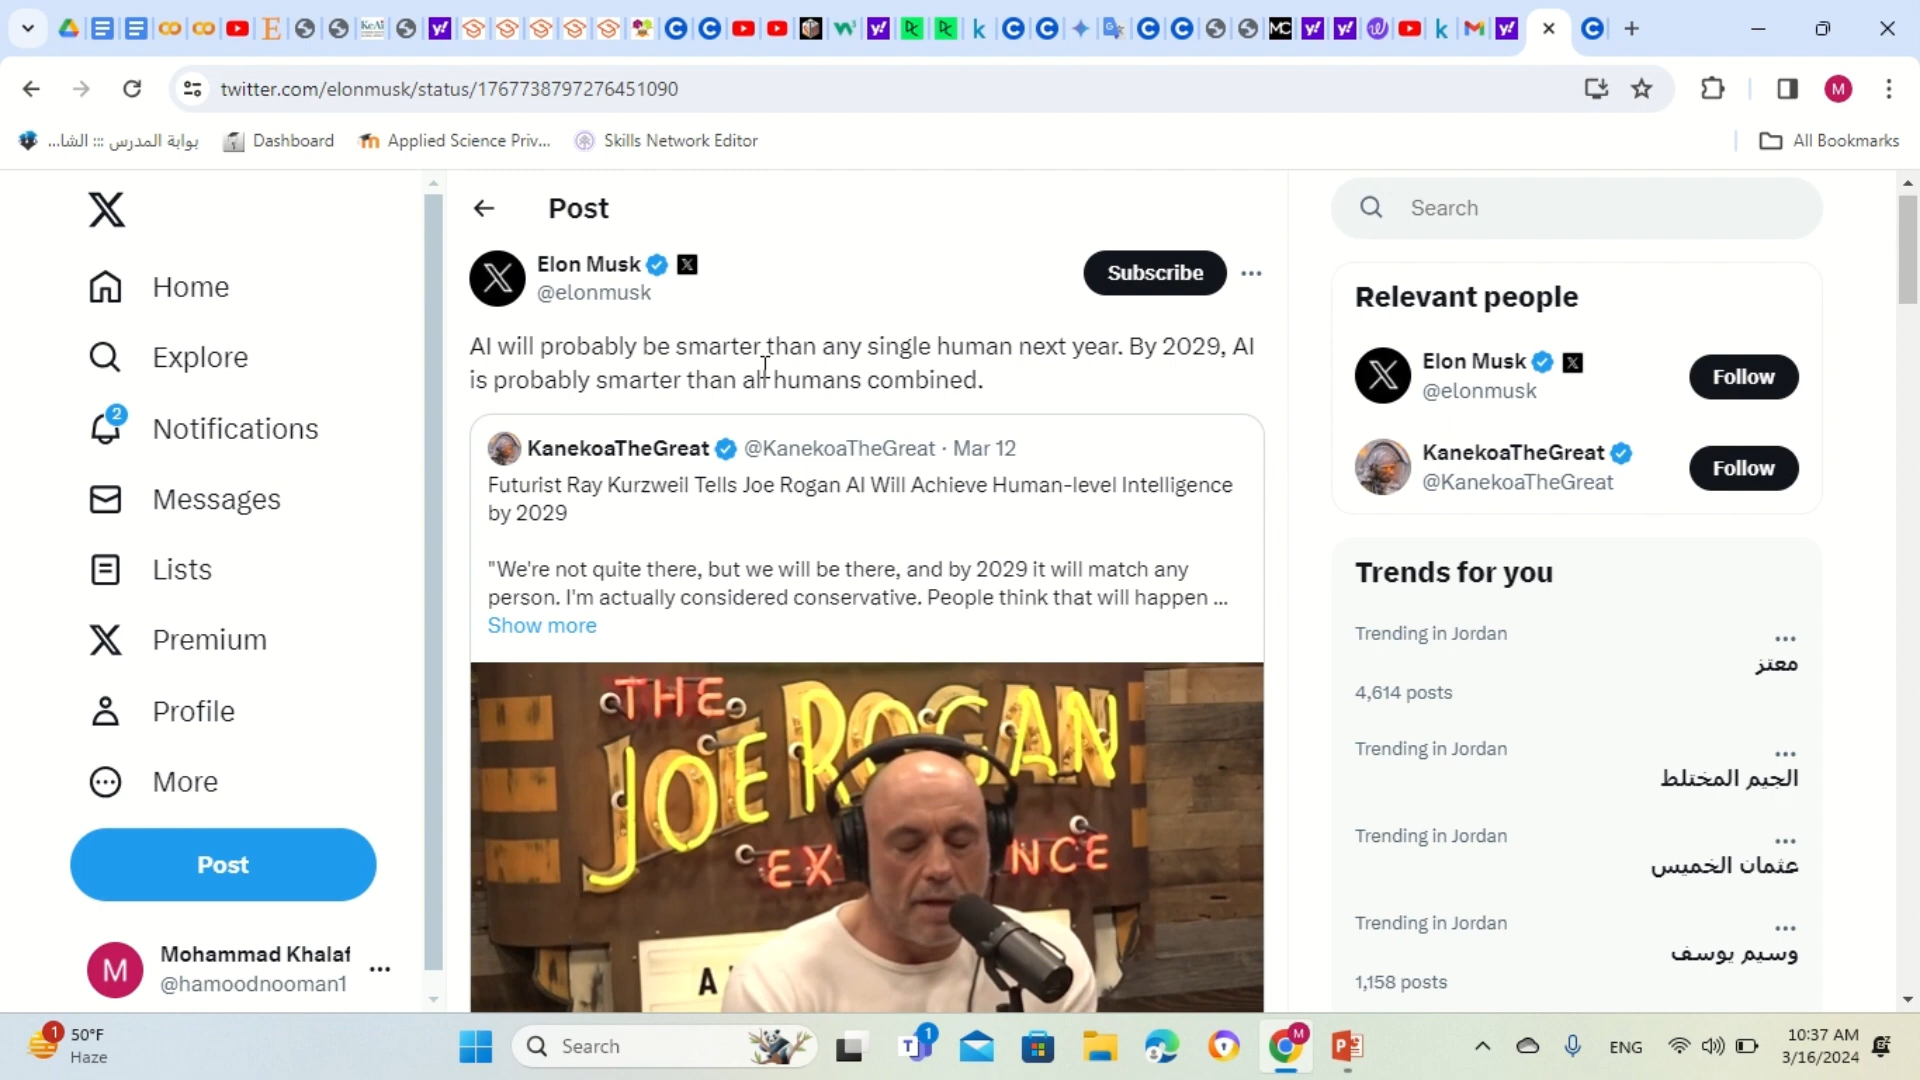 twitter.com/elonmusk/status/1767738797276451090
بوابة المدرس ::: الشا...
Dashboard
Applied Science Priv...
Skills Network Editor
All Bookmarks
Home
Explore
2
Notifications
Messages
Lists
Premium
Profile
More
Post
M
Mohammad Khalaf
@hamoodnooman1
Post
Elon Musk
@elonmusk
Subscribe
AI will probably be smarter than any single human next year. By 2029, AI
is probably smarter than all humans combined.
KanekoaTheGreat @KanekoaTheGreat · Mar 12
Futurist Ray Kurzweil Tells Joe Rogan AI Will Achieve Human-level Intelligence
by 2029
"We're not quite there, but we will be there, and by 2029 it will match any
person. I'm actually considered conservative. People think that will happen ...
Show more
THE
JOE ROGAN
EX NCE
A
Search
Relevant people
Elon Musk
@elonmusk
Follow
KanekoaTheGreat
@KanekoaTheGreat
Follow
Trends for you
Trending in Jordan
معتز
4,614 posts
Trending in Jordan
الجيم المختلط
Trending in Jordan
عثمان الخميس
Trending in Jordan
وسيم يوسف
1,158 posts
1
50°F
Haze
Search
1
M
ENG
10:37 AM
3/16/2024